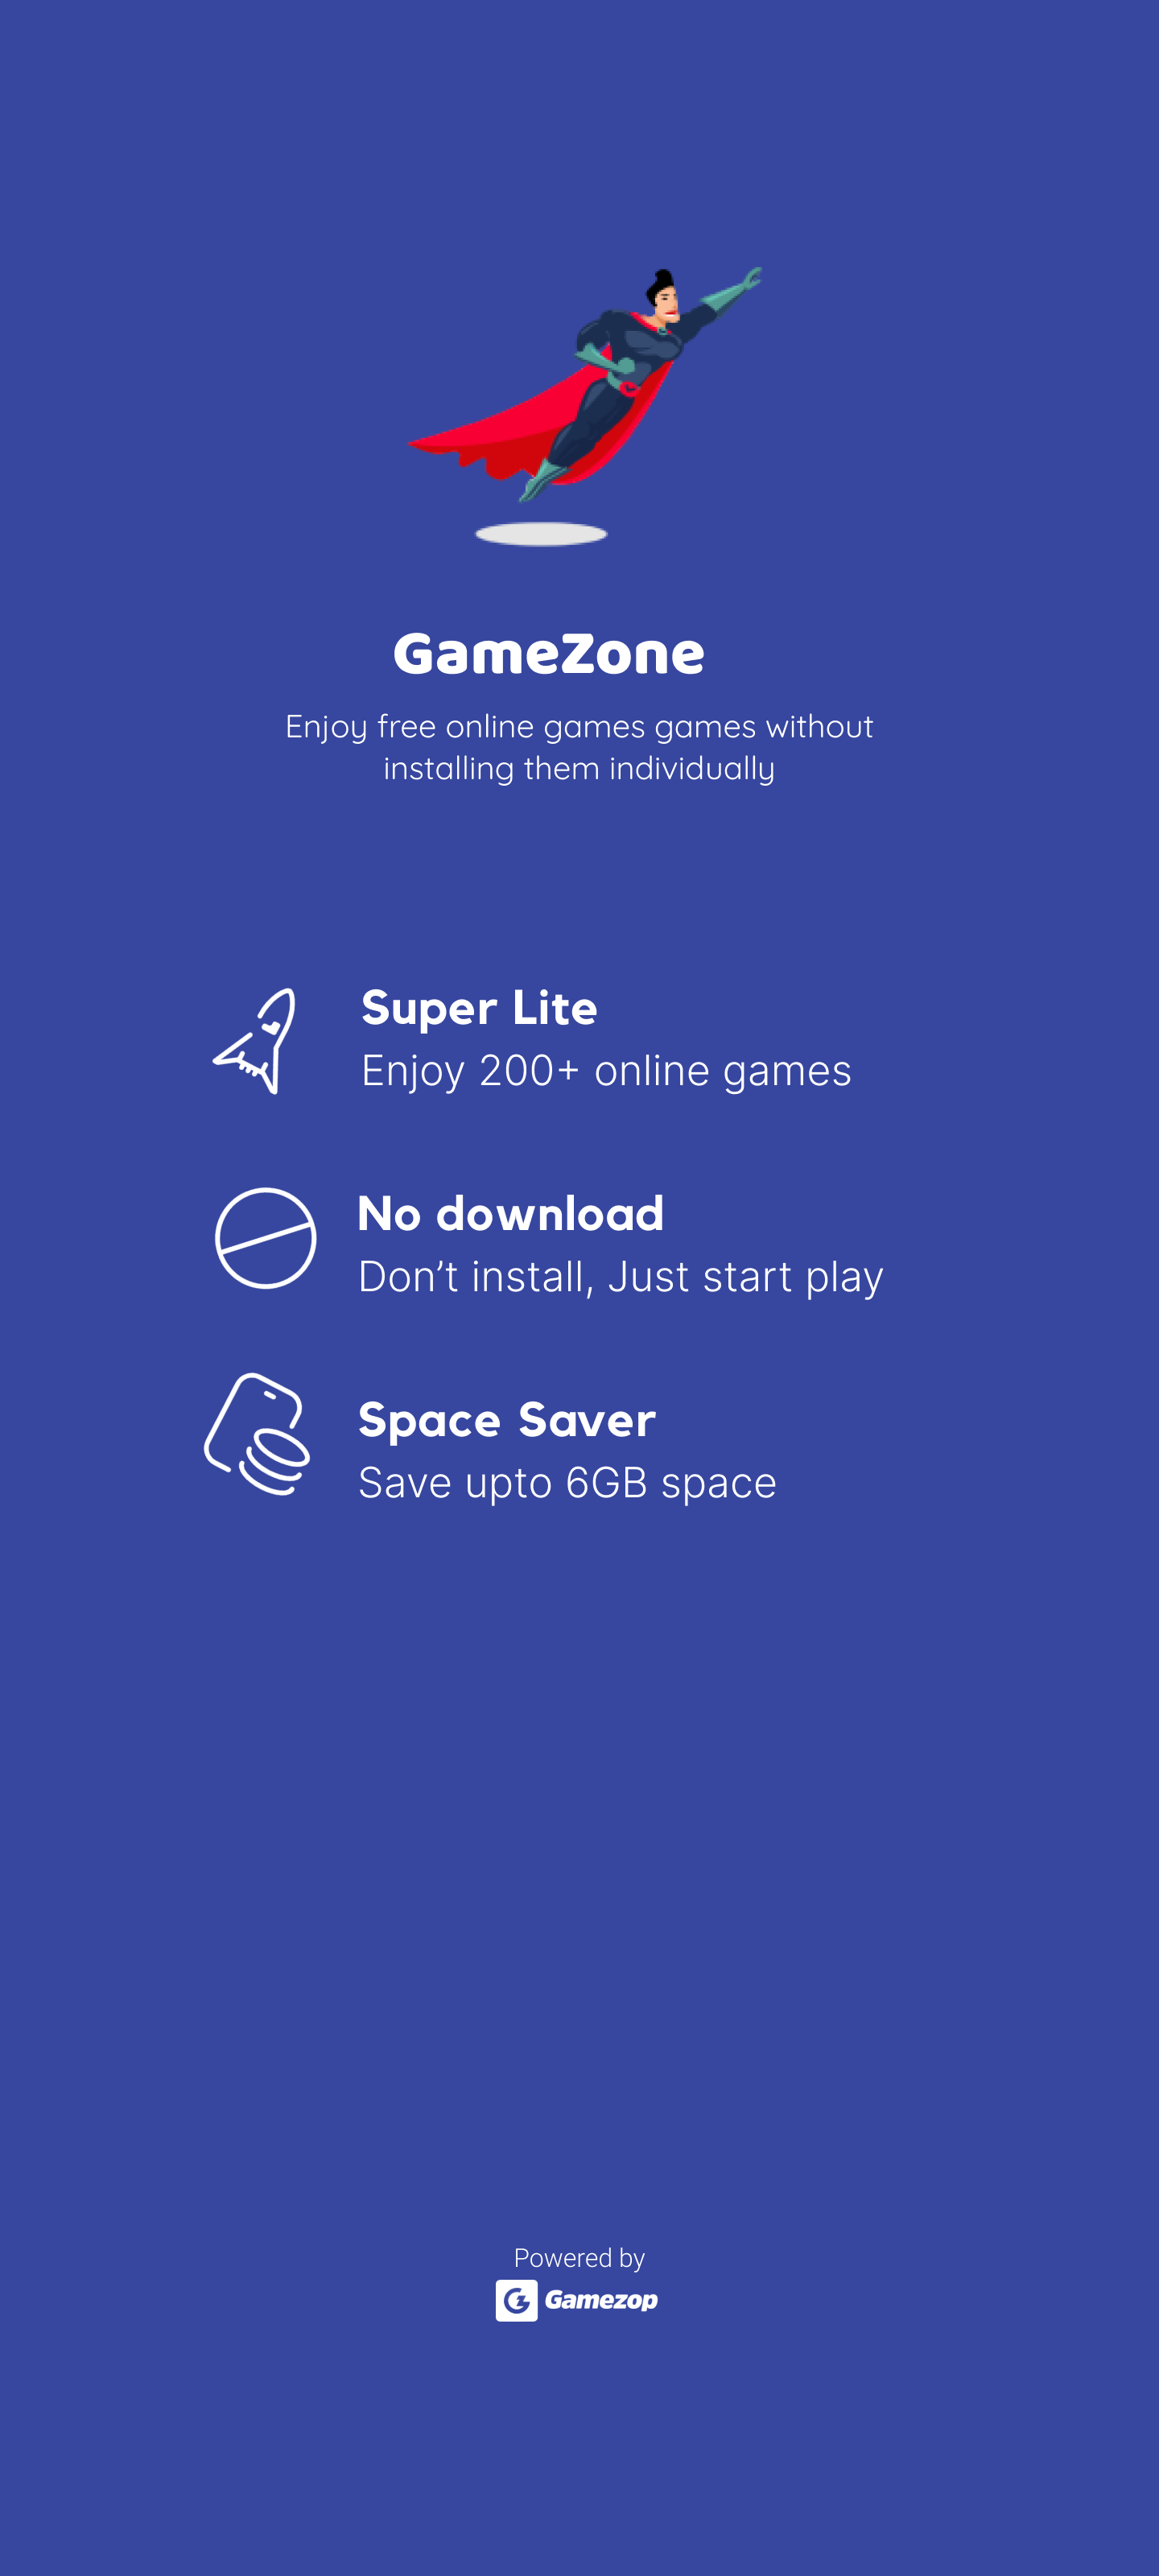 GameZone
Enjoy free online games games without
installing them individually
Super Lite
Enjoy 200+ online games
No download
Don’t install, Just start play
Space Saver
Save upto 6GB space
Powered by
Gamezop